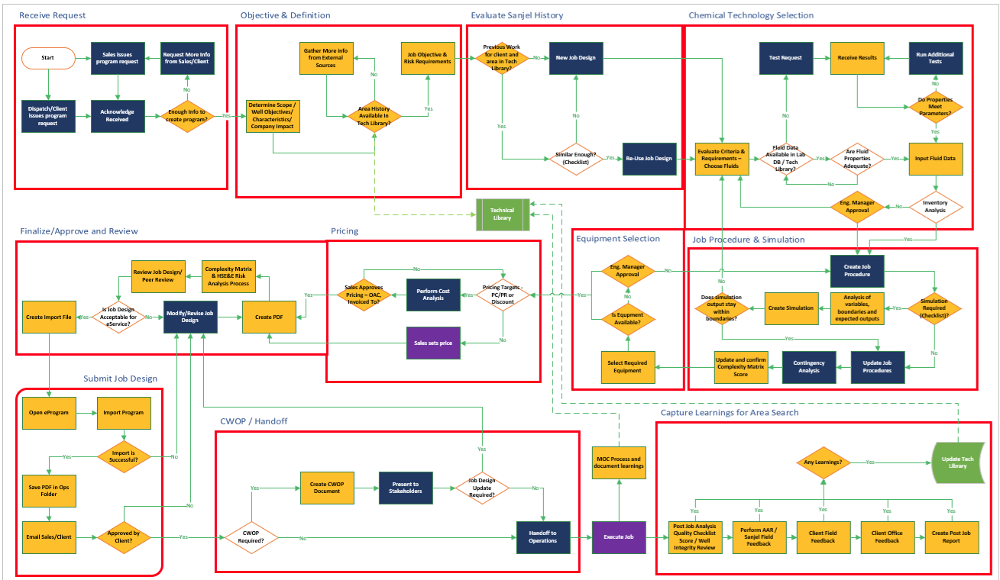 Receive Request
Start
Sales issues
program request
Request More Info
from Sales/Client
Dispatch/Client
issues program
request
Acknowledge
Received
No
Enough Info to
create program?
Yes
Objective & Definition
Gather More info
from External
Sources
Job Objective &
Risk Requirements
No
Yes
Determine Scope /
Well Objectives/
Characteristics/
Company Impact
Area History
Available In
Tech Library?
Evaluate Sanjel History
Previous Work
for client and
area in Tech
Library?
No
New Job Design
Yes
No
Similar Enough?
(Checklist)
Yes
Re-Use Job Design
Chemical Technology Selection
Test Request
Receive Results
Run Additional
Tests
No
Do Properties
Meet
Parameters?
No
Yes
Evaluate Criteria &
Requirements –
Choose Fluids
Fluid Data
Available in Lab
DB / Tech
Library?
Yes
Are Fluid
Properties
Adequate?
Yes
Input Fluid Data
No
Eng. Manager
Approval
No
Inventory
Analysis
Yes
Technical
Library
Finalize/Approve and Review
Review Job Design/
Peer Review
Complexity Matrix
& HSE&E Risk
Analysis Process
Create Import File
Yes
Is Job Design
Acceptable for
eService?
No
Modify/Revise Job
Design
Create PDF
Pricing
No
Yes
Sales Approves
Pricing – OAC,
Invoiced To?
Perform Cost
Analysis
Yes
Pricing Targets -
PC/PR or
Discount
No
Sales sets price
Equipment Selection
Eng. Manager
Approval
No
Yes
No
Is Equpment
Available?
Select Required
Equipment
Job Procedure & Simulation
Create Job
Procedure
Does simulation
output stay
within
boundaries?
Create Simulation
Analysis of
variables,
boundaries and
expected outputs
Yes
Simulation
Required
(Checklist)?
Yes
No
Update and confirm
Complexity Matrix
Score
Contingency
Analysis
Update Job
Procedures
Submit Job Design
Open eProgram
Import Program
Yes
Import is
Successful?
No
Save PDF in Ops
Folder
No
Email Sales/Client
Approved by
Client?
Yes
CWOP / Handoff
Yes
Yes
Create CWOP
Document
Present to
Stakeholders
Job Design
Update
Required?
No
CWOP
Required?
No
Handoff to
Operations
MOC Process and
document learnings
Execute Job
Capture Learnings for Area Search
Any Learnings?
Yes
Update Tech
Library
Yes
Yes
Yes
Yes
Yes
Post Job Analysis
Quality Checklist
Score / Well
Integrity Review
Perform AAR /
Sanjel Field
Feedback
Client Field
Feedback
Client Office
Feedback
Create Post Job
Report